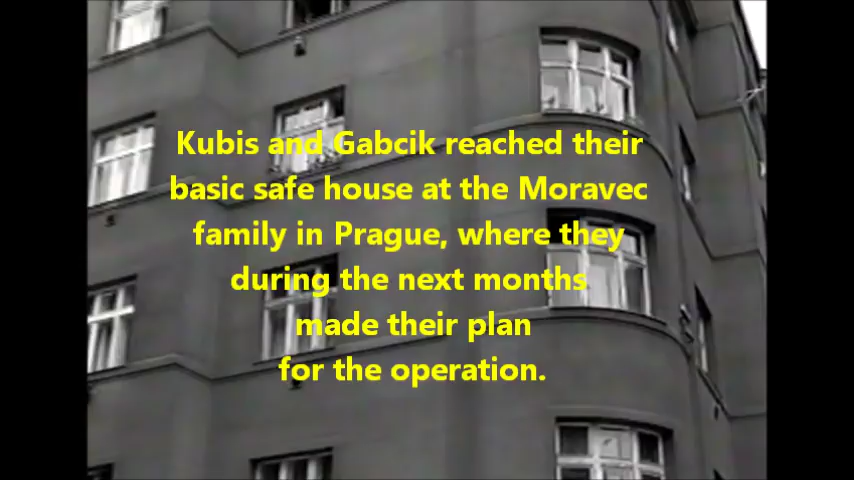 Kubis and Gabcik reached their
basic safe house at the Moravec
family in Prague, where they
during the next months
made their plan
for the operation.